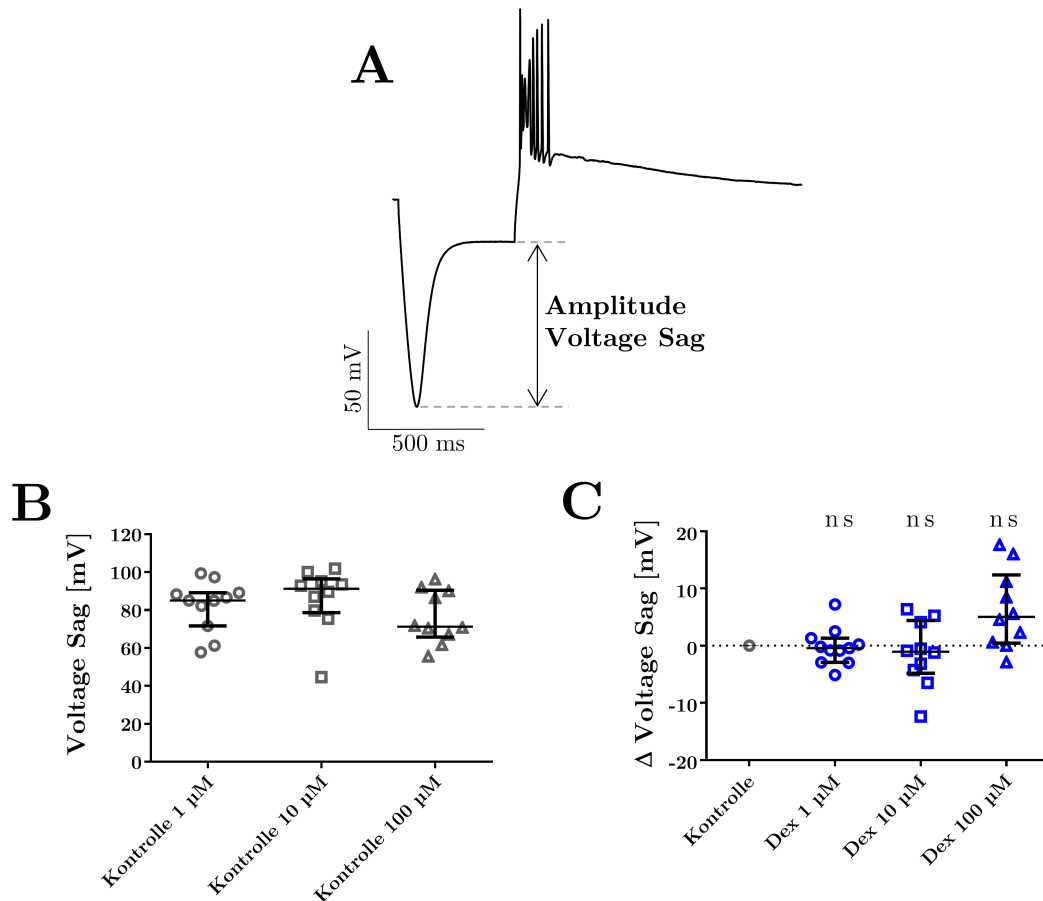 A
Amplitude
Voltage Sag
50 mV
500 ms
B
Voltage Sag [mV]
120
100
80
60
40
20
0
Kontrolle 1 µM
Kontrolle 10 µM
Kontrolle 100 µM
C
n s
n s
n s
Δ Voltage Sag [mV]
20
10
0
-10
-20
Kontrolle
Dex 1 µM
Dex 10 µM
Dex 100 µM